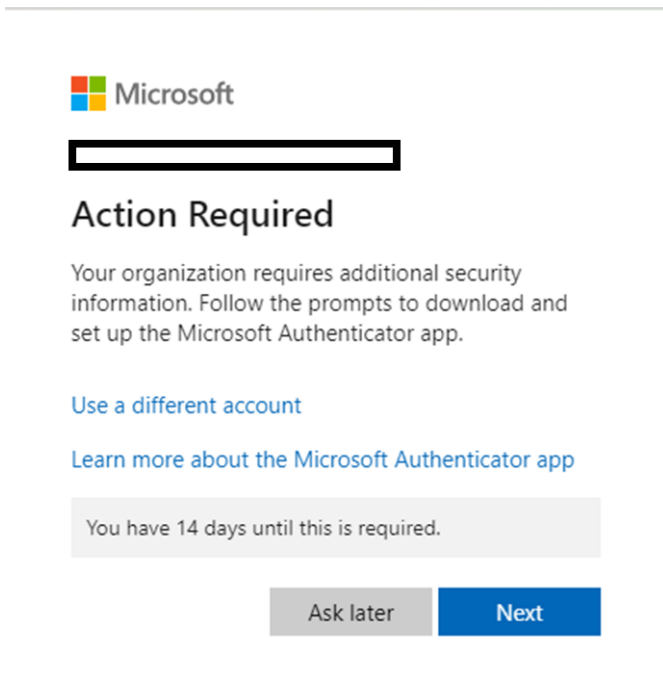 Microsoft
Action Required
Your organization requires additional security
information. Follow the prompts to download and
set up the Microsoft Authenticator app.
Use a different account
Learn more about the Microsoft Authenticator app
You have 14 days until this is required.
Ask later
Next